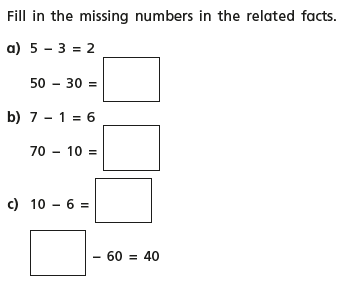 Fill in the missing numbers in the related facts.
a) 5 − 3 = 2
50 − 30 =
b) 7 − 1 = 6
70 − 10 =
c) 10 − 6 =
− 60 = 40